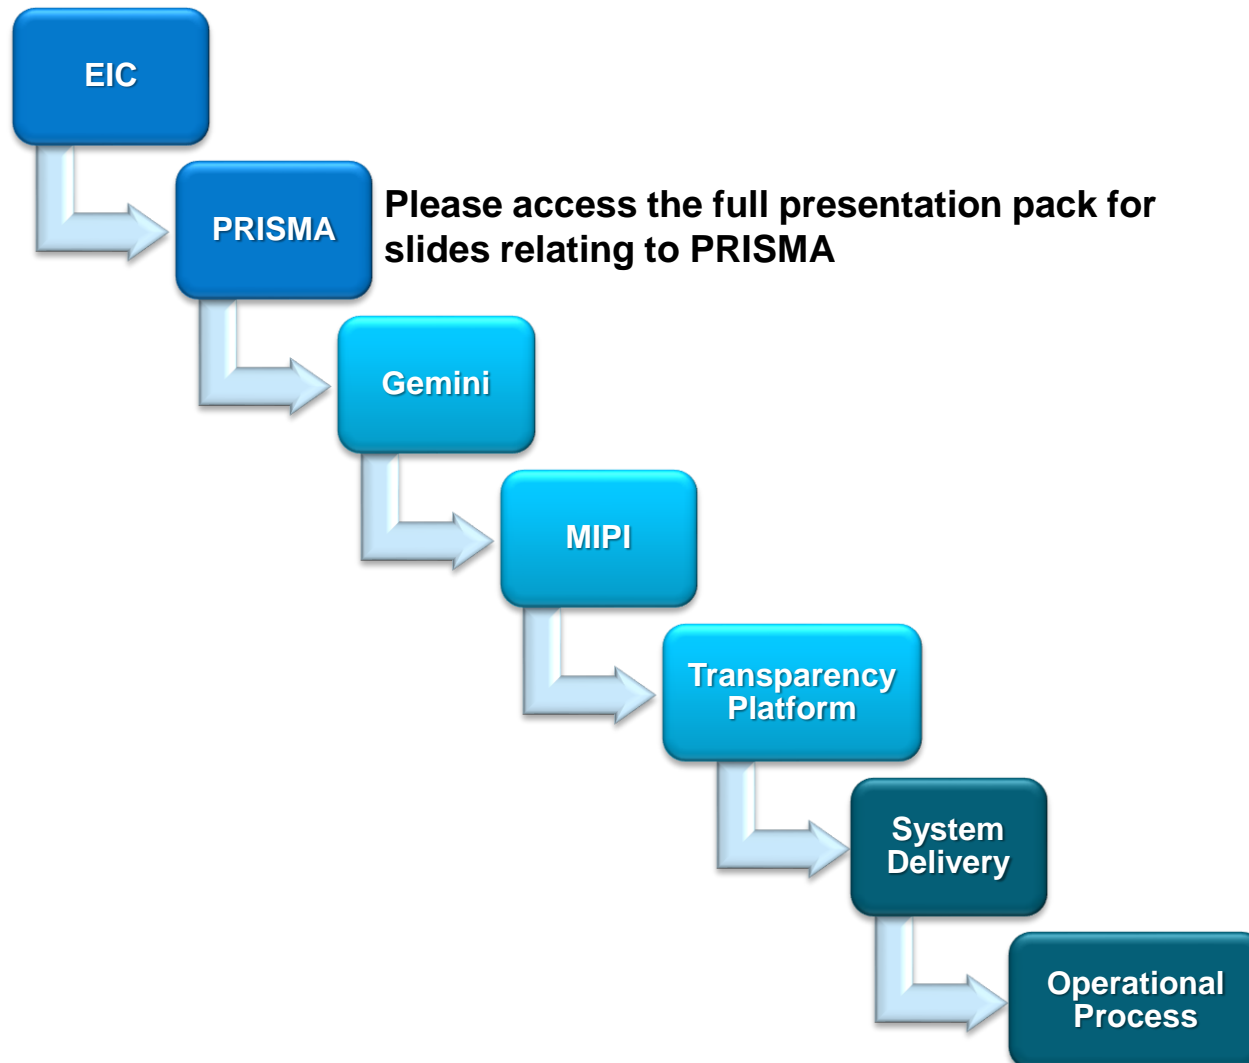 EIC
PRISMA
Please access the full presentation pack for
slides relating to PRISMA
Gemini
MIPI
Transparency
Platform
System
Delivery
Operational
Process